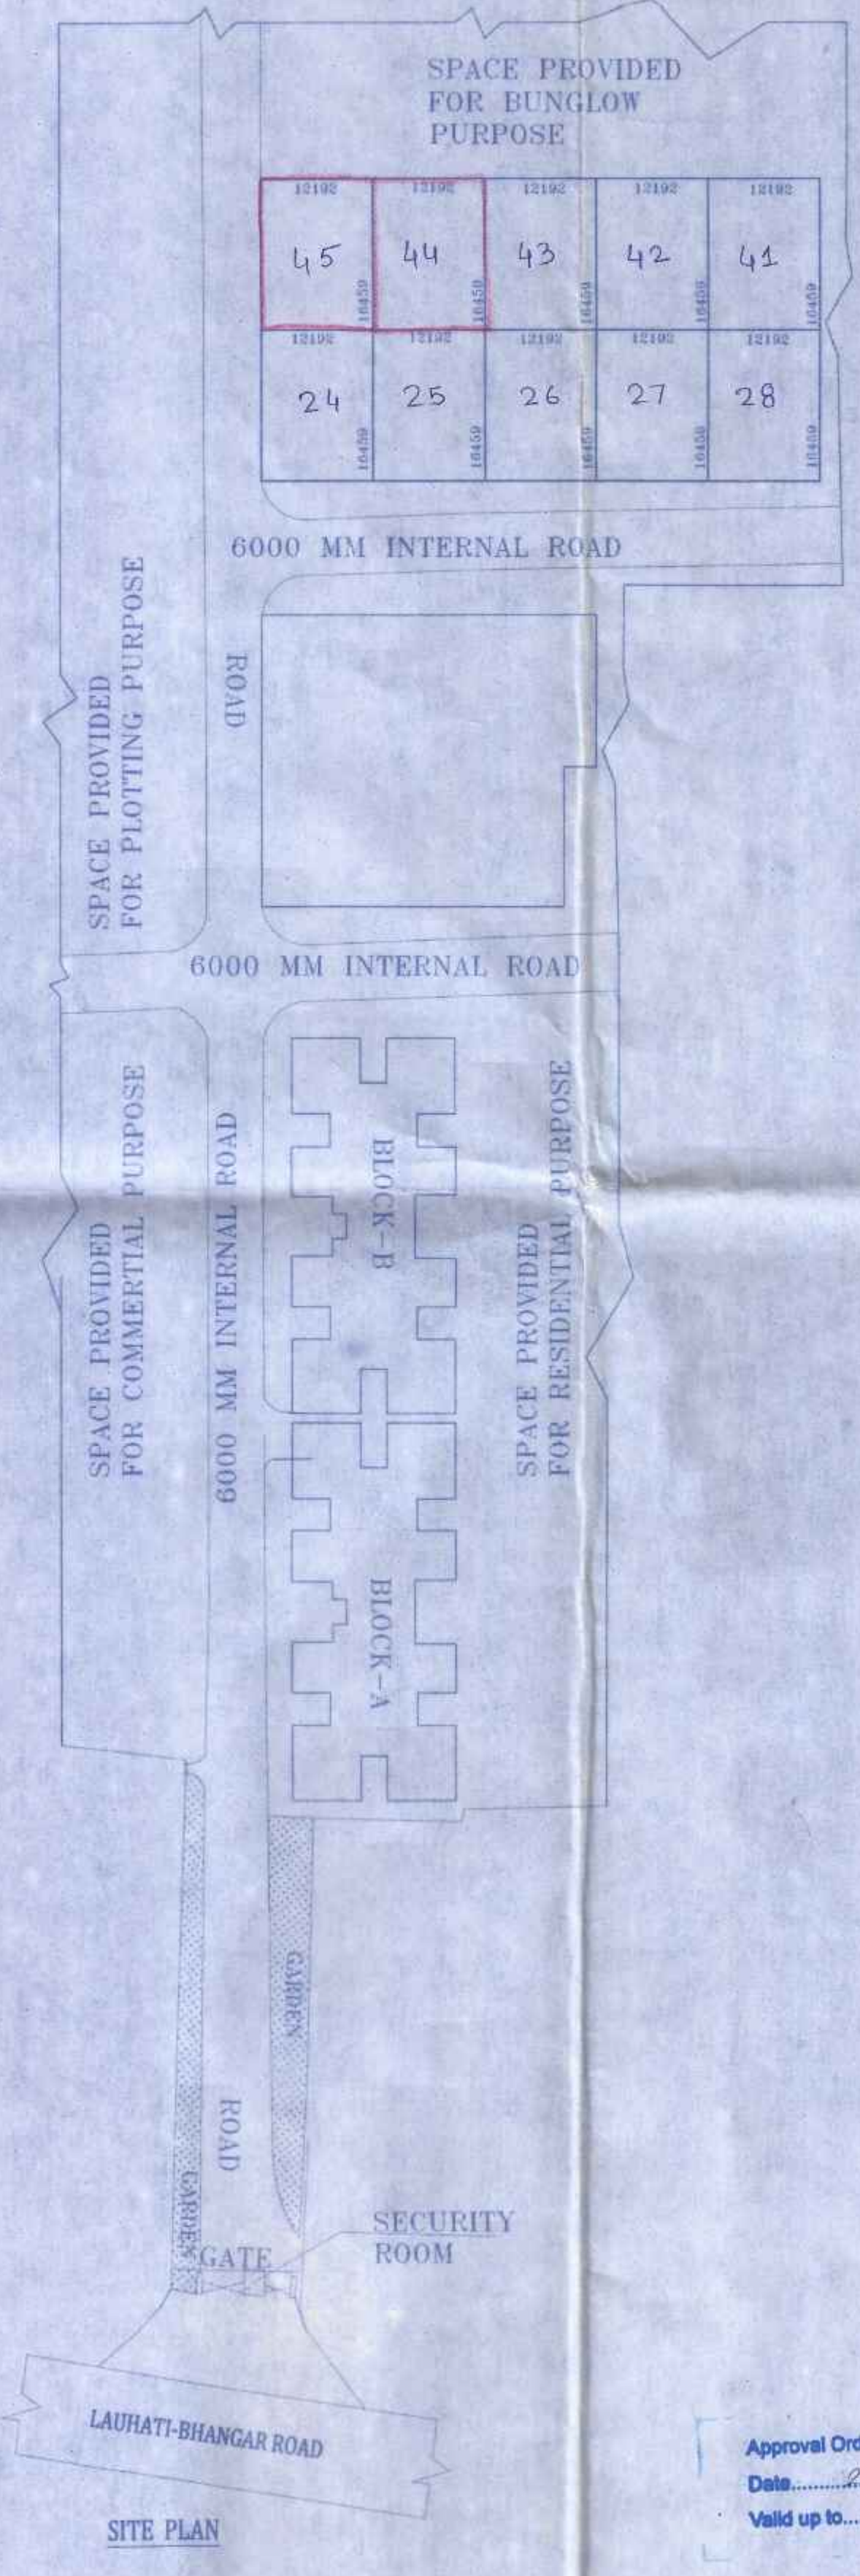 SPACE PROVIDED
FOR BUNGLOW
PURPOSE
12192 12192 12192 12192 12192
45 44 43 42 41
16459 16459 16459 16459 16459
12192 12192 12192 12192 12192
24 25 26 27 28
16459 16459 16459 16459 16459
6000 MM INTERNAL ROAD
SPACE PROVIDED
FOR PLOTTING PURPOSE
ROAD
6000 MM INTERNAL ROAD
SPACE PROVIDED
FOR COMMERTIAL PURPOSE
6000 MM INTERNAL ROAD
BLOCK-B
SPACE PROVIDED
FOR RESIDENTIAL PURPOSE
BLOCK-A
GARDEN
ROAD
GARDEN
GATE
SECURITY
ROOM
LAUHATI-BHANGAR ROAD
SITE PLAN
Approval Ord
Date
Valid up to